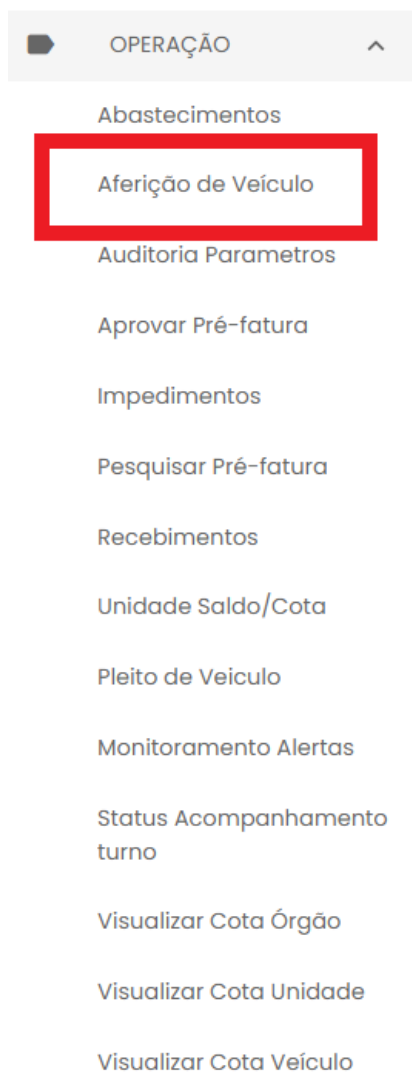 OPERAÇÃO
Abastecimentos
Aferição de Veículo
Auditoria Parametros
Aprovar Pré-fatura
Impedimentos
Pesquisar Pré-fatura
Recebimentos
Unidade Saldo/Cota
Pleito de Veiculo
Monitoramento Alertas
Status Acompanhamento
turno
Visualizar Cota Órgão
Visualizar Cota Unidade
Visualizar Cota Veículo